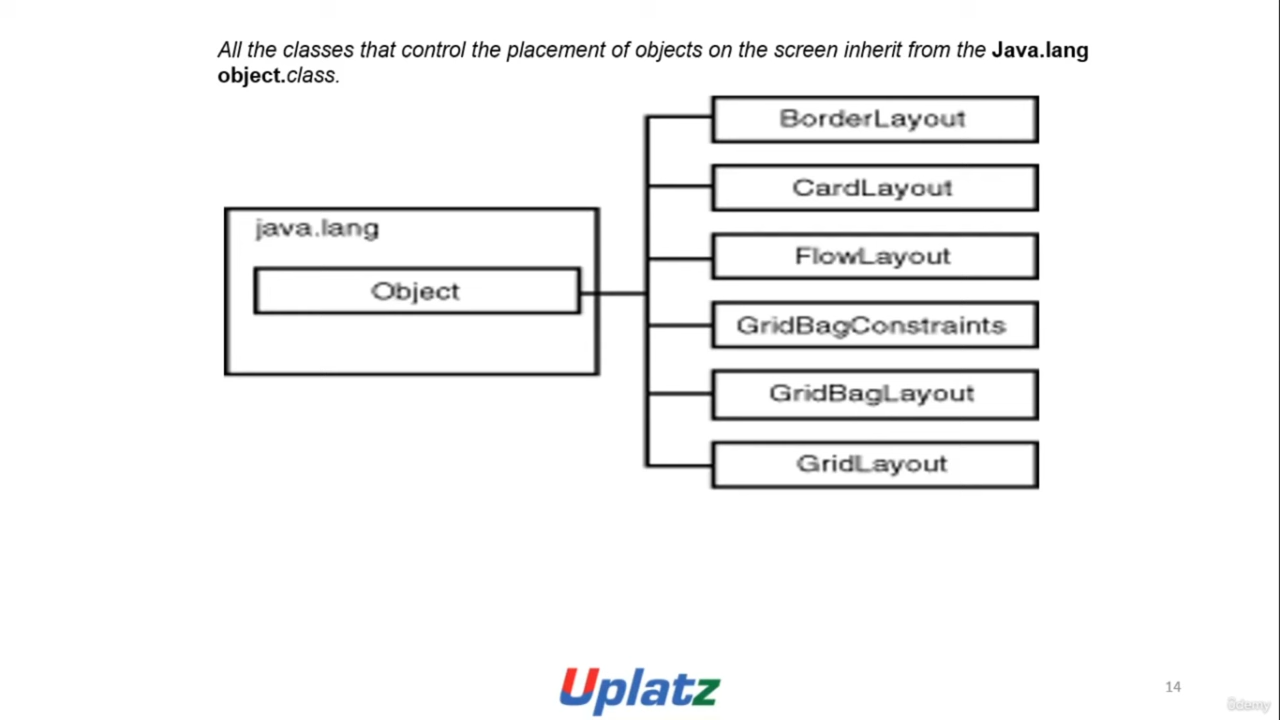 All the classes that control the placement of objects on the screen inherit from the Java.lang
object.class.
BorderLayout
CardLayout
java.lang
FlowLayout
Object
GridBagConstraints
GridBagLayout
GridLayout
Uplatz
14
ûdemy